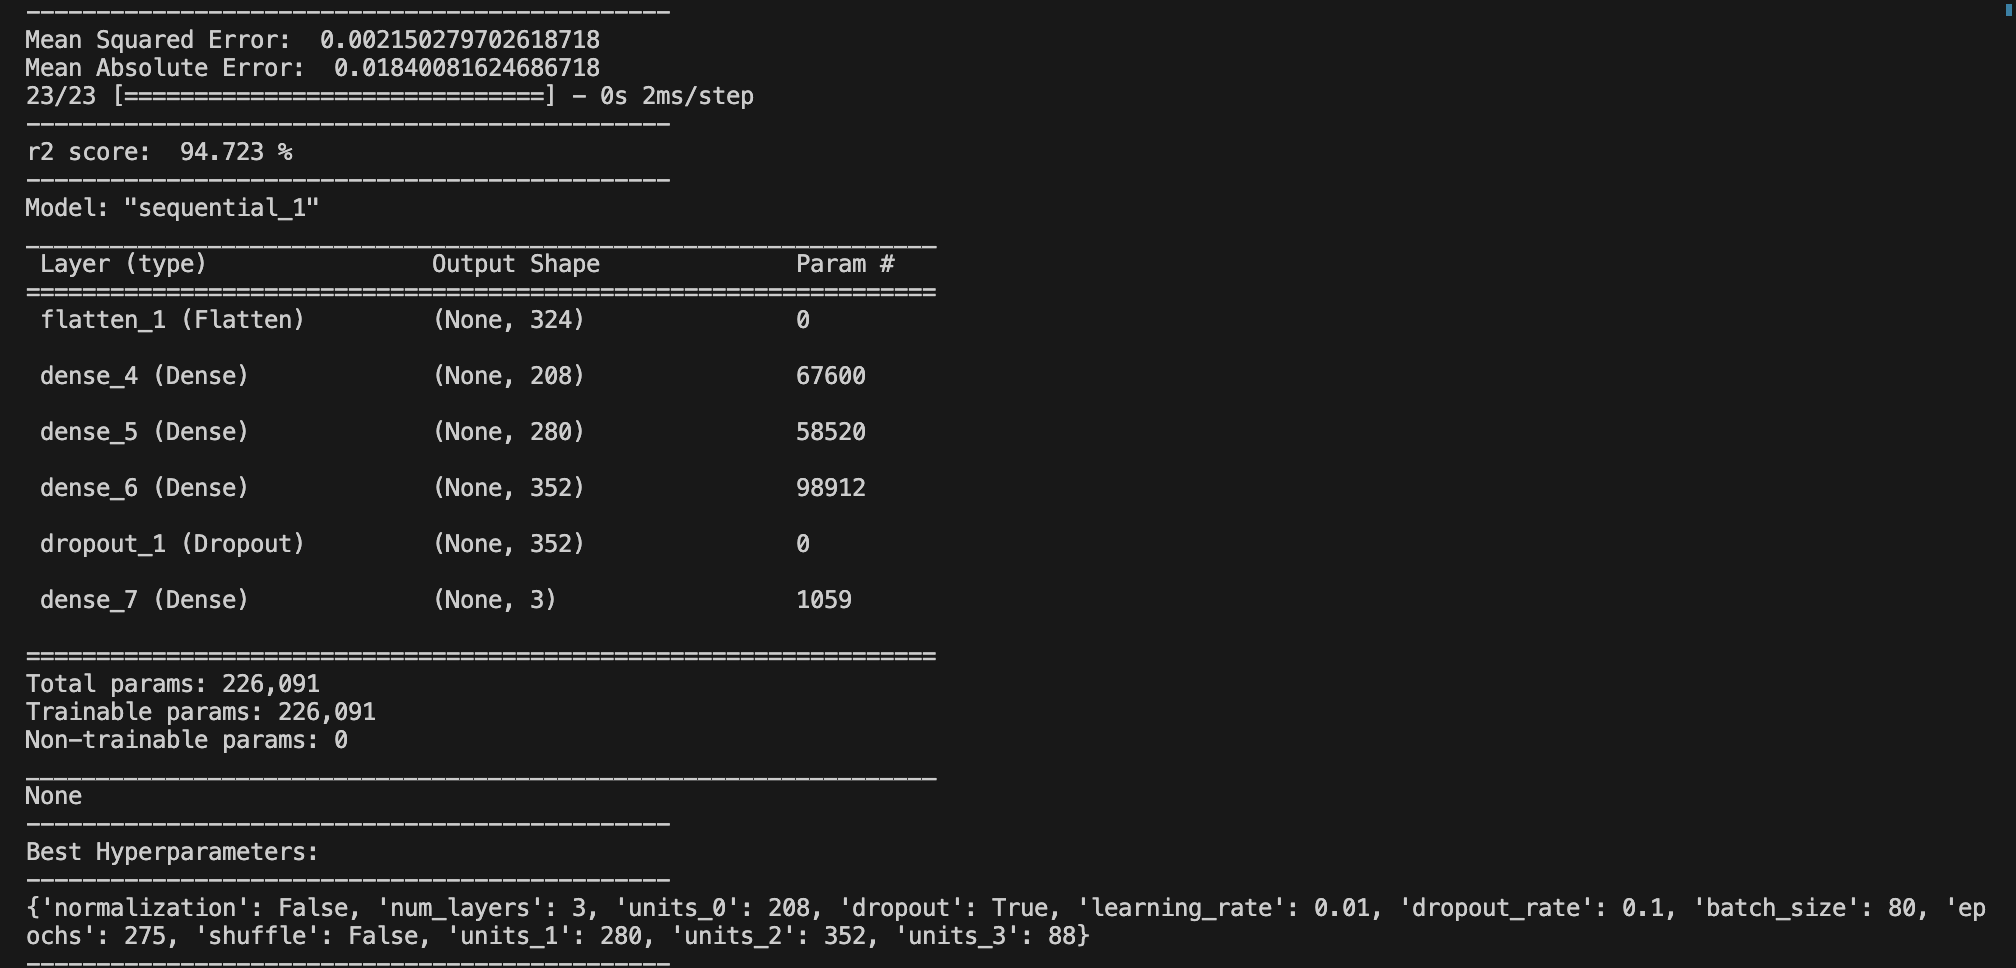 ----------------------------------------------
Mean Squared Error:  0.002150279702618718
Mean Absolute Error:  0.01840081624686718
23/23 [==============================] - 0s 2ms/step
----------------------------------------------
r2 score:  94.723 %
----------------------------------------------
Model: "sequential_1"
_________________________________________________________________
 Layer (type)                Output Shape              Param #
=================================================================
 flatten_1 (Flatten)         (None, 324)               0
 dense_4 (Dense)             (None, 208)               67600
 dense_5 (Dense)             (None, 280)               58520
 dense_6 (Dense)             (None, 352)               98912
 dropout_1 (Dropout)         (None, 352)               0
 dense_7 (Dense)             (None, 3)                 1059
=================================================================
Total params: 226,091
Trainable params: 226,091
Non-trainable params: 0
_________________________________________________________________
None
----------------------------------------------
Best Hyperparameters:
----------------------------------------------
{'normalization': False, 'num_layers': 3, 'units_0': 208, 'dropout': True, 'learning_rate': 0.01, 'dropout_rate': 0.1, 'batch_size': 80, 'ep
ochs': 275, 'shuffle': False, 'units_1': 280, 'units_2': 352, 'units_3': 88}
----------------------------------------------